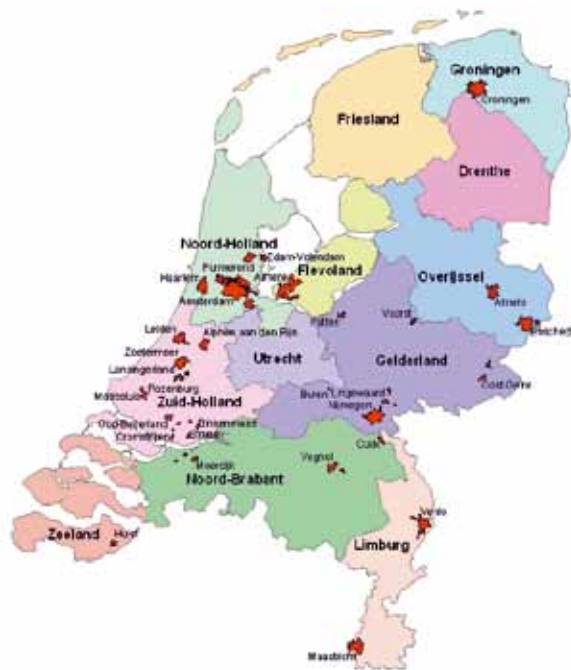 Groningen
Groningen
Friesland
Drenthe
Noord-Holland
Edam-Volendam
Purmerend
Almere
Flevoland
Haarlem
Overijssel
Almelo
Amsterdam
Enschede
Putten
Voorst
Leiden
Alphen aan den Rijn
Zoetermeer
Utrecht
Gelderland
Lansingerland
Rozenburg
Maassluis
Buren
Lingewaard
Zuid-Holland
Nijmegen
Oud-Beijerland
Cromstrijen
Cuijk
Moerdijk
Veghel
Noord-Brabant
Venlo
Zeeland
Hulst
Limburg
Maastricht